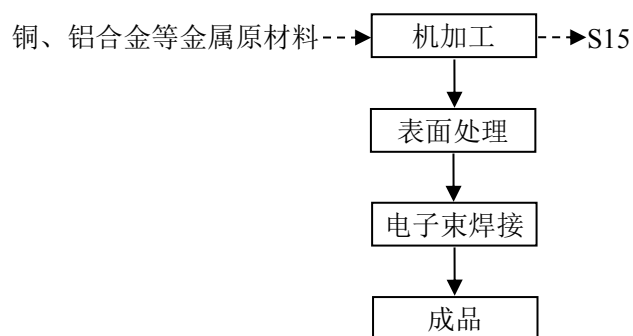 铜、铝合金等金属原材料
机加工
S15
表面处理
电子束焊接
成品